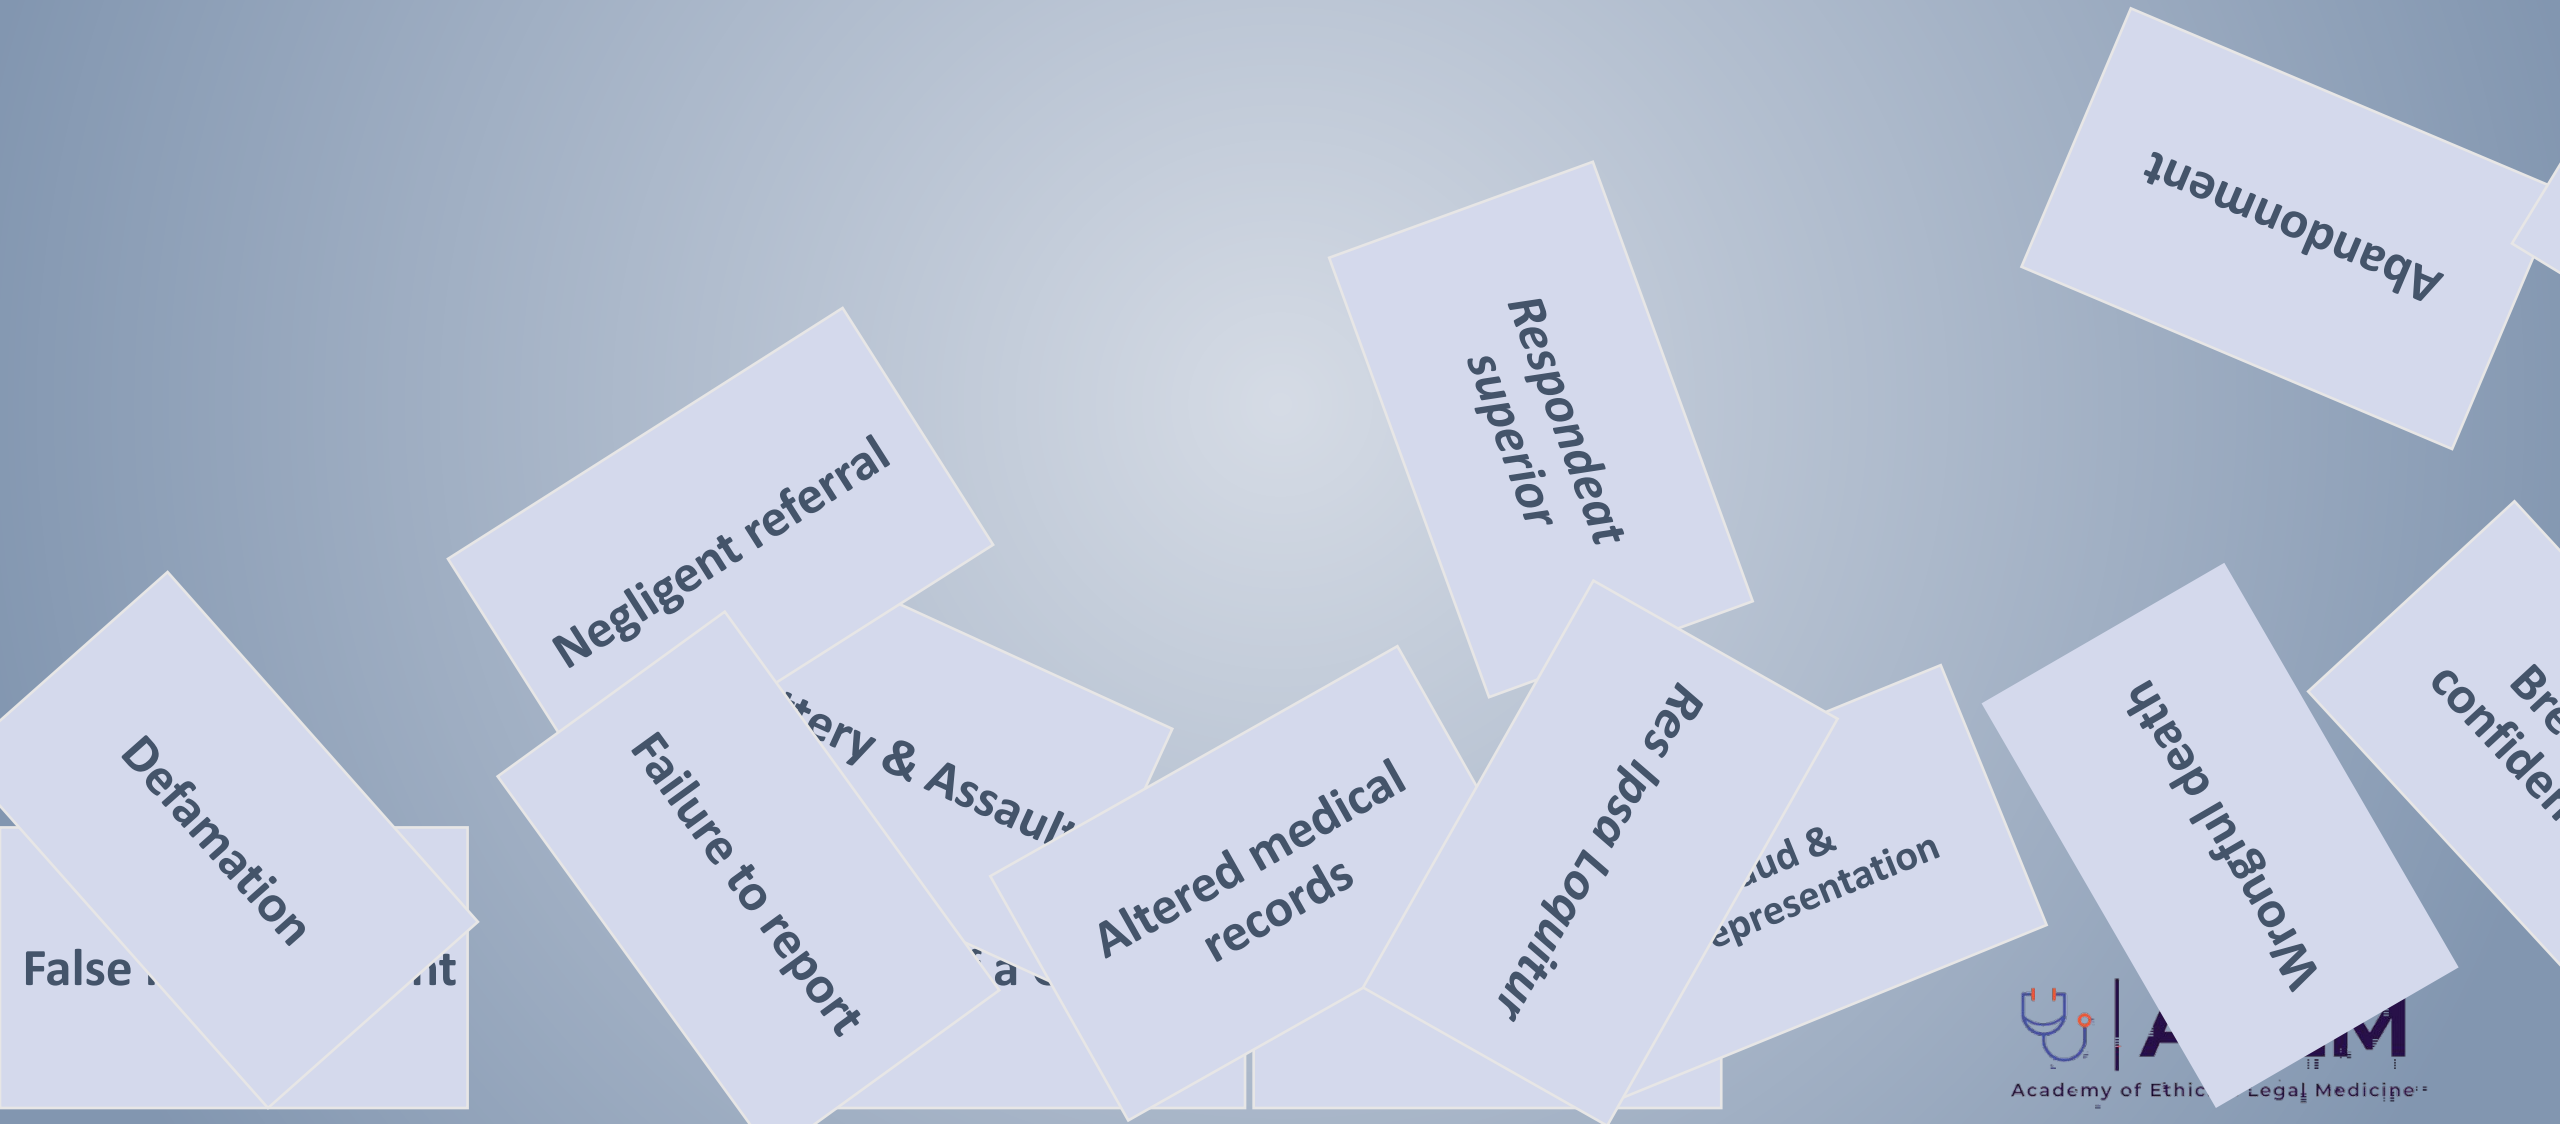 Abandonment
Respondeat
superior
Negligent referral
Defamation
False
Failure to report
& Assault
Altered medical
records
Res Ipsa Loquitur
&
Wrongful death
a
Academy of Legal Medicine